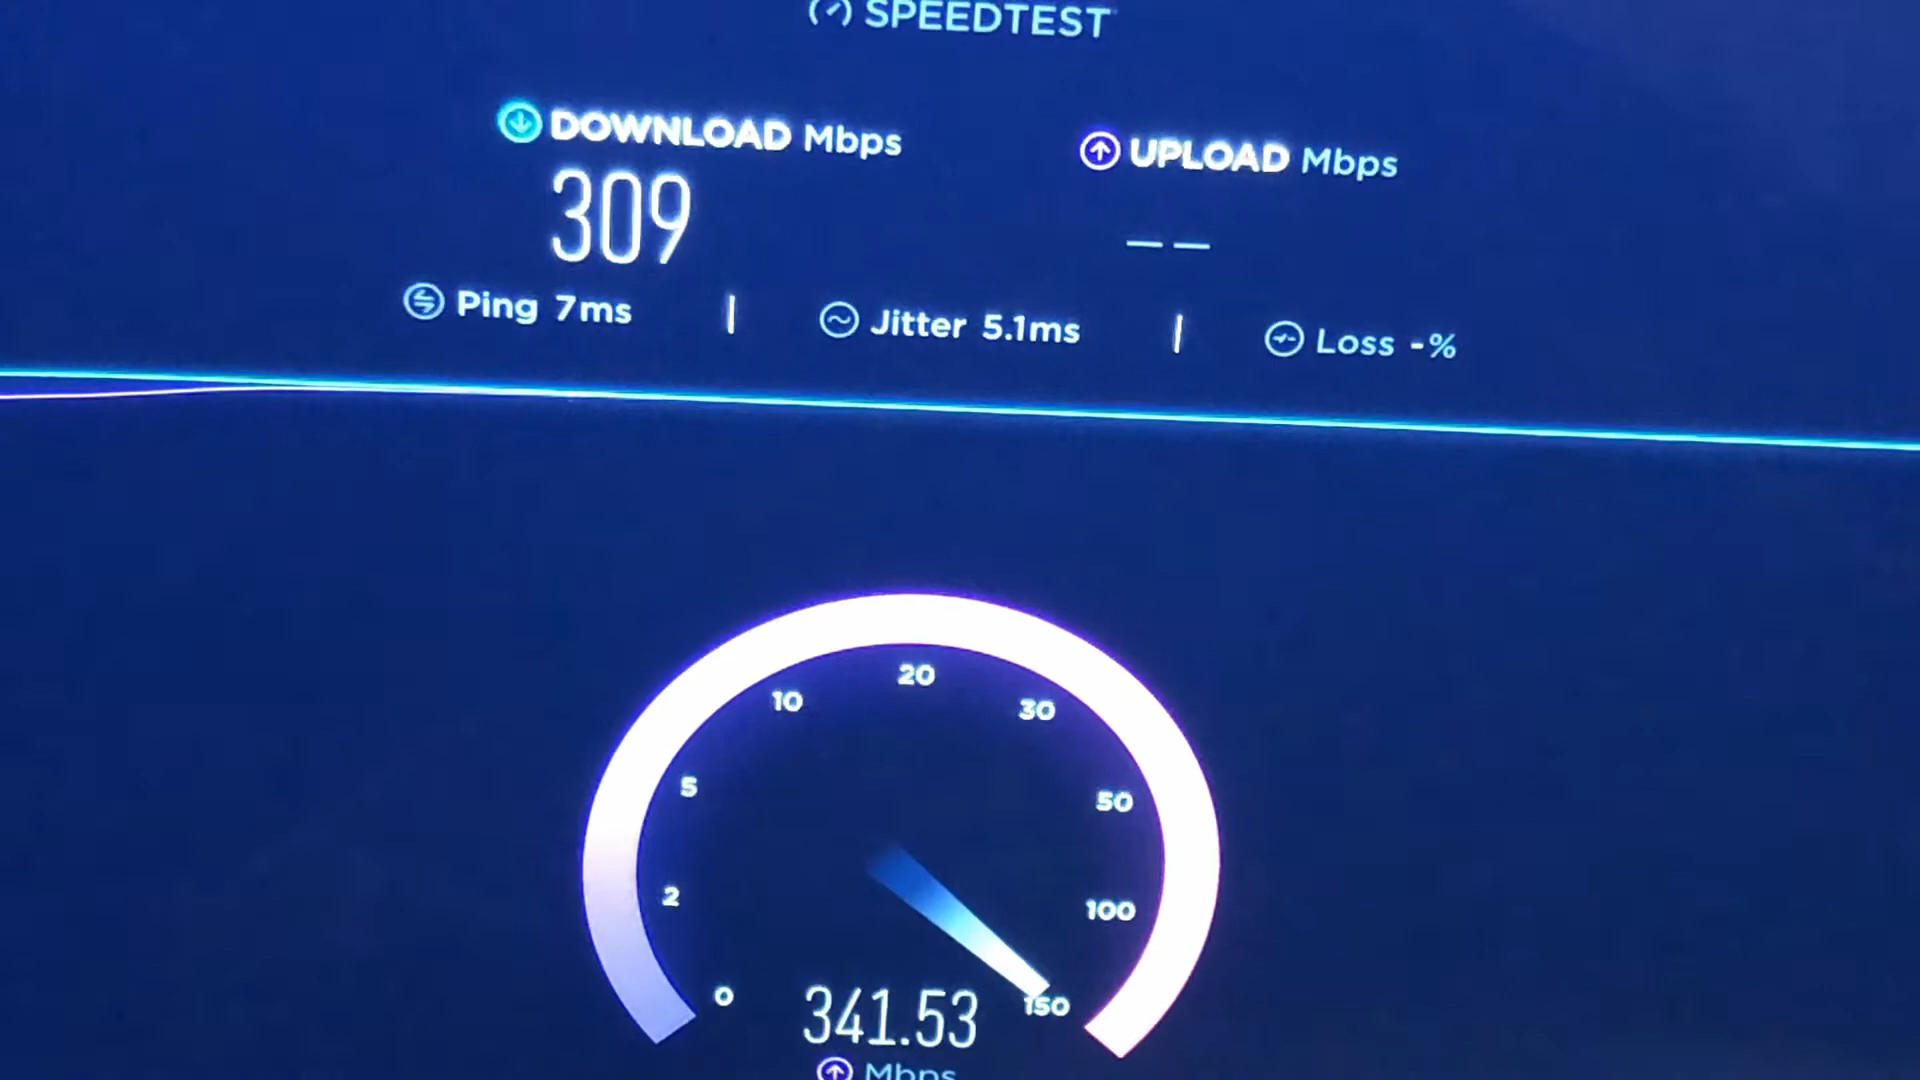 SPEEDTEST
DOWNLOAD Mbps
UPLOAD Mbps
309
— —
Ping 7ms | Jitter 5.1ms | Loss -%
20
10
30
5
50
2
100
0
341.53
150
Mbps